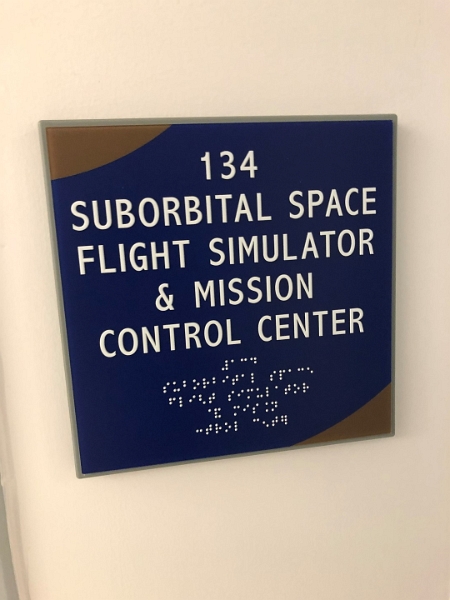 134
SUBORBITAL SPACE
FLIGHT SIMULATOR
& MISSION
CONTROL CENTER